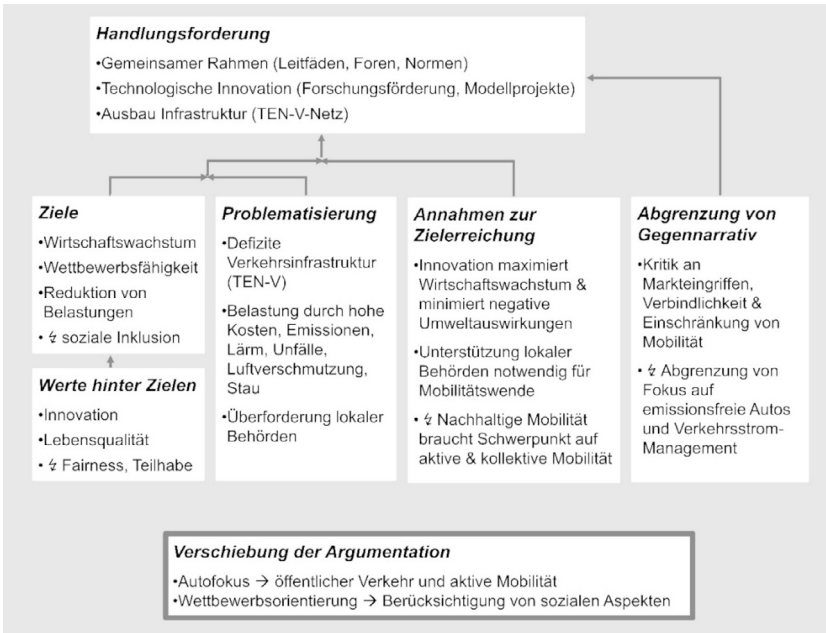 Handlungsforderung
•Gemeinsamer Rahmen (Leitfäden, Foren, Normen)
•Technologische Innovation (Forschungsförderung, Modellprojekte)
•Ausbau Infrastruktur (TEN-V-Netz)
Ziele
•Wirtschaftswachstum
•Wettbewerbsfähigkeit
•Reduktion von
Belastungen
• ↯ soziale Inklusion
Werte hinter Zielen
•Innovation
•Lebensqualität
• ↯ Fairness, Teilhabe
Problematisierung
•Defizite
Verkehrsinfrastruktur
(TEN-V)
•Belastung durch hohe
Kosten, Emissionen,
Lärm, Unfälle,
Luftverschmutzung,
Stau
•Überforderung lokaler
Behörden
Annahmen zur
Zielerreichung
•Innovation maximiert
Wirtschaftswachstum &
minimiert negative
Umweltauswirkungen
•Unterstützung lokaler
Behörden notwendig für
Mobilitätswende
• ↯ Nachhaltige Mobilität
braucht Schwerpunkt auf
aktive & kollektive Mobilität
Abgrenzung von
Gegennarrativ
•Kritik an
Markteingriffen,
Verbindlichkeit &
Einschränkung von
Mobilität
• ↯ Abgrenzung von
Fokus auf
emissionsfreie Autos
und Verkehrsstrom-
Management
Verschiebung der Argumentation
•Autofokus → öffentlicher Verkehr und aktive Mobilität
•Wettbewerbsorientierung → Berücksichtigung von sozialen Aspekten